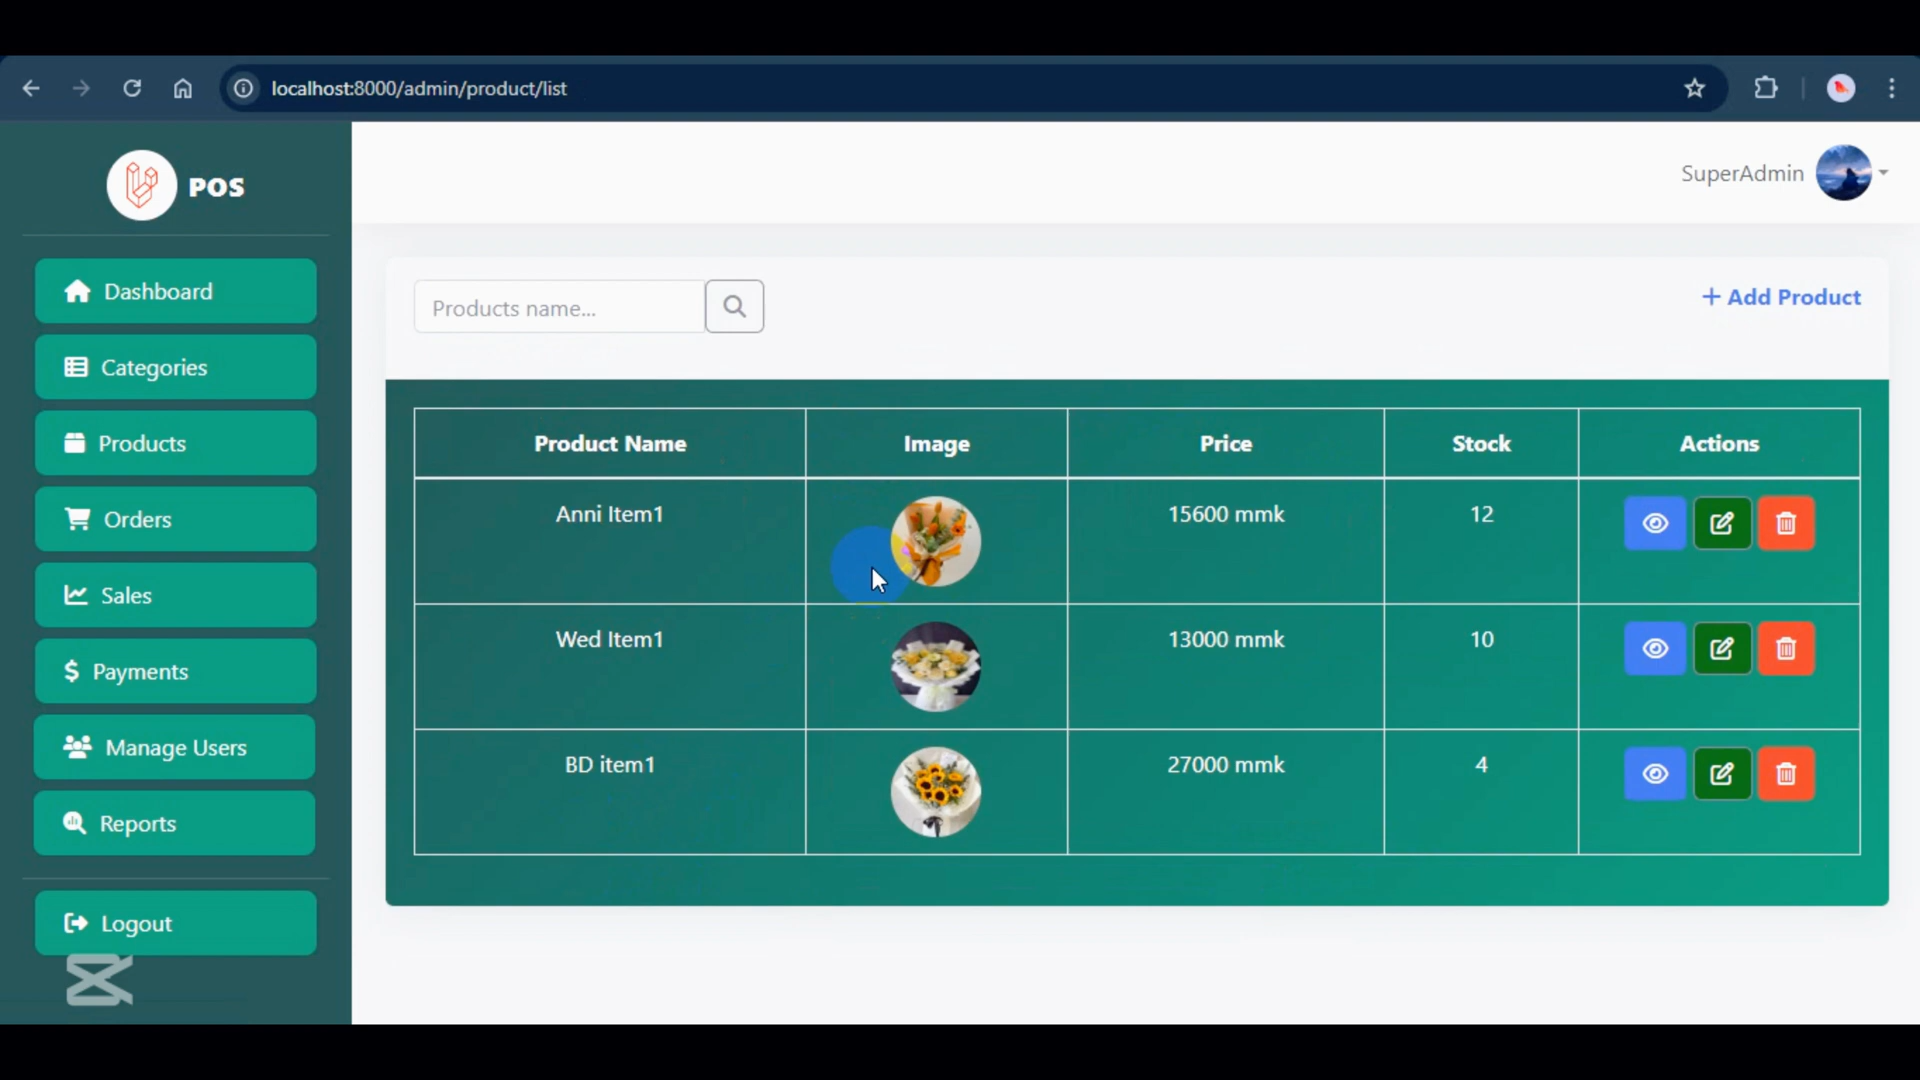 localhost:8000/admin/product/list
POS
SuperAdmin
Dashboard
Categories
Products
Orders
Sales
Payments
Manage Users
Reports
Logout
Products name...
+ Add Product
Product Name Image Price Stock Actions
Anni Item1 15600 mmk 12
Wed Item1 13000 mmk 10
BD item1 27000 mmk 4